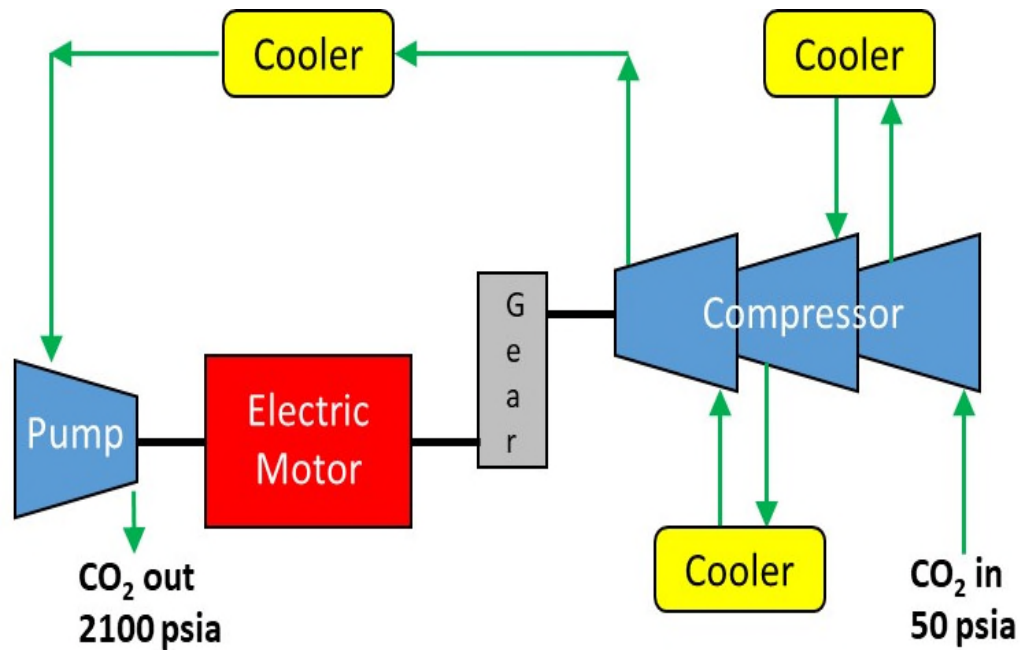 Cooler
Cooler
G
e
a
r
Compressor
Pump
Electric
Motor
Cooler
CO₂ out
2100 psia
CO₂ in
50 psia